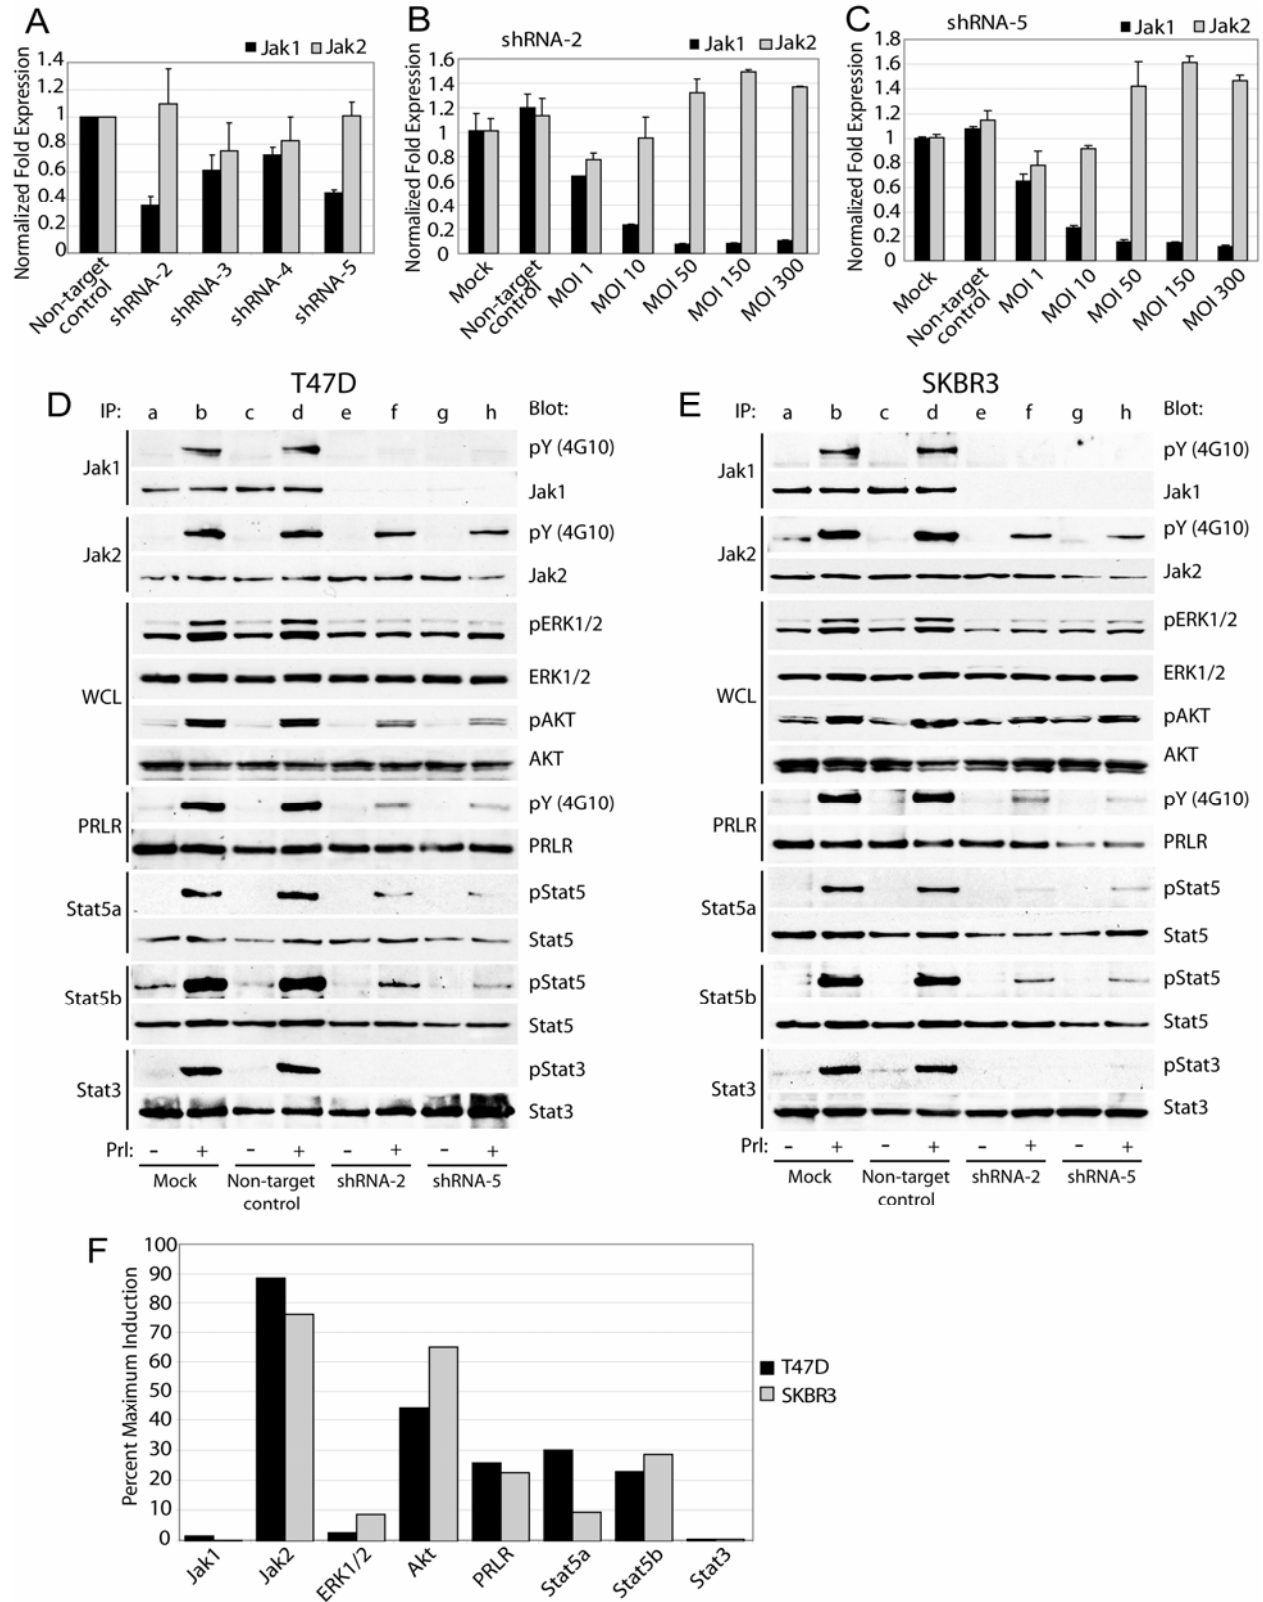 A
Jak1 Jak2
Normalized Fold Expression
1.4
1.2
1
0.8
0.6
0.4
0.2
0
Non-target control
shRNA-2
shRNA-3
shRNA-4
shRNA-5
B
shRNA-2
Jak1 Jak2
Normalized Fold Expression
1.6
1.4
1.2
1
0.8
0.6
0.4
0.2
0
Mock
Non-target control
MOI 1
MOI 10
MOI 50
MOI 150
MOI 300
C
shRNA-5
Jak1 Jak2
Normalized Fold Expression
1.8
1.6
1.4
1.2
1
0.8
0.6
0.4
0.2
0
Mock
Non-target control
MOI 1
MOI 10
MOI 50
MOI 150
MOI 300
D
T47D
IP: a b c d e f g h Blot:
Jak1
pY (4G10)
Jak1
Jak2
pY (4G10)
Jak2
WCL
pERK1/2
ERK1/2
pAKT
AKT
PRLR
pY (4G10)
PRLR
Stat5a
pStat5
Stat5
Stat5b
pStat5
Stat5
Stat3
pStat3
Stat3
Prl: - + - + - + - +
Mock Non-target control shRNA-2 shRNA-5
E
SKBR3
IP: a b c d e f g h Blot:
Jak1
pY (4G10)
Jak1
Jak2
pY (4G10)
Jak2
WCL
pERK1/2
ERK1/2
pAKT
AKT
PRLR
pY (4G10)
PRLR
Stat5a
pStat5
Stat5
Stat5b
pStat5
Stat5
Stat3
pStat3
Stat3
Prl: - + - + - + - +
Mock Non-target control shRNA-2 shRNA-5
F
Percent Maximum Induction
100
90
80
70
60
50
40
30
20
10
0
Jak1
Jak2
ERK1/2
Akt
PRLR
Stat5a
Stat5b
Stat3
T47D
SKBR3